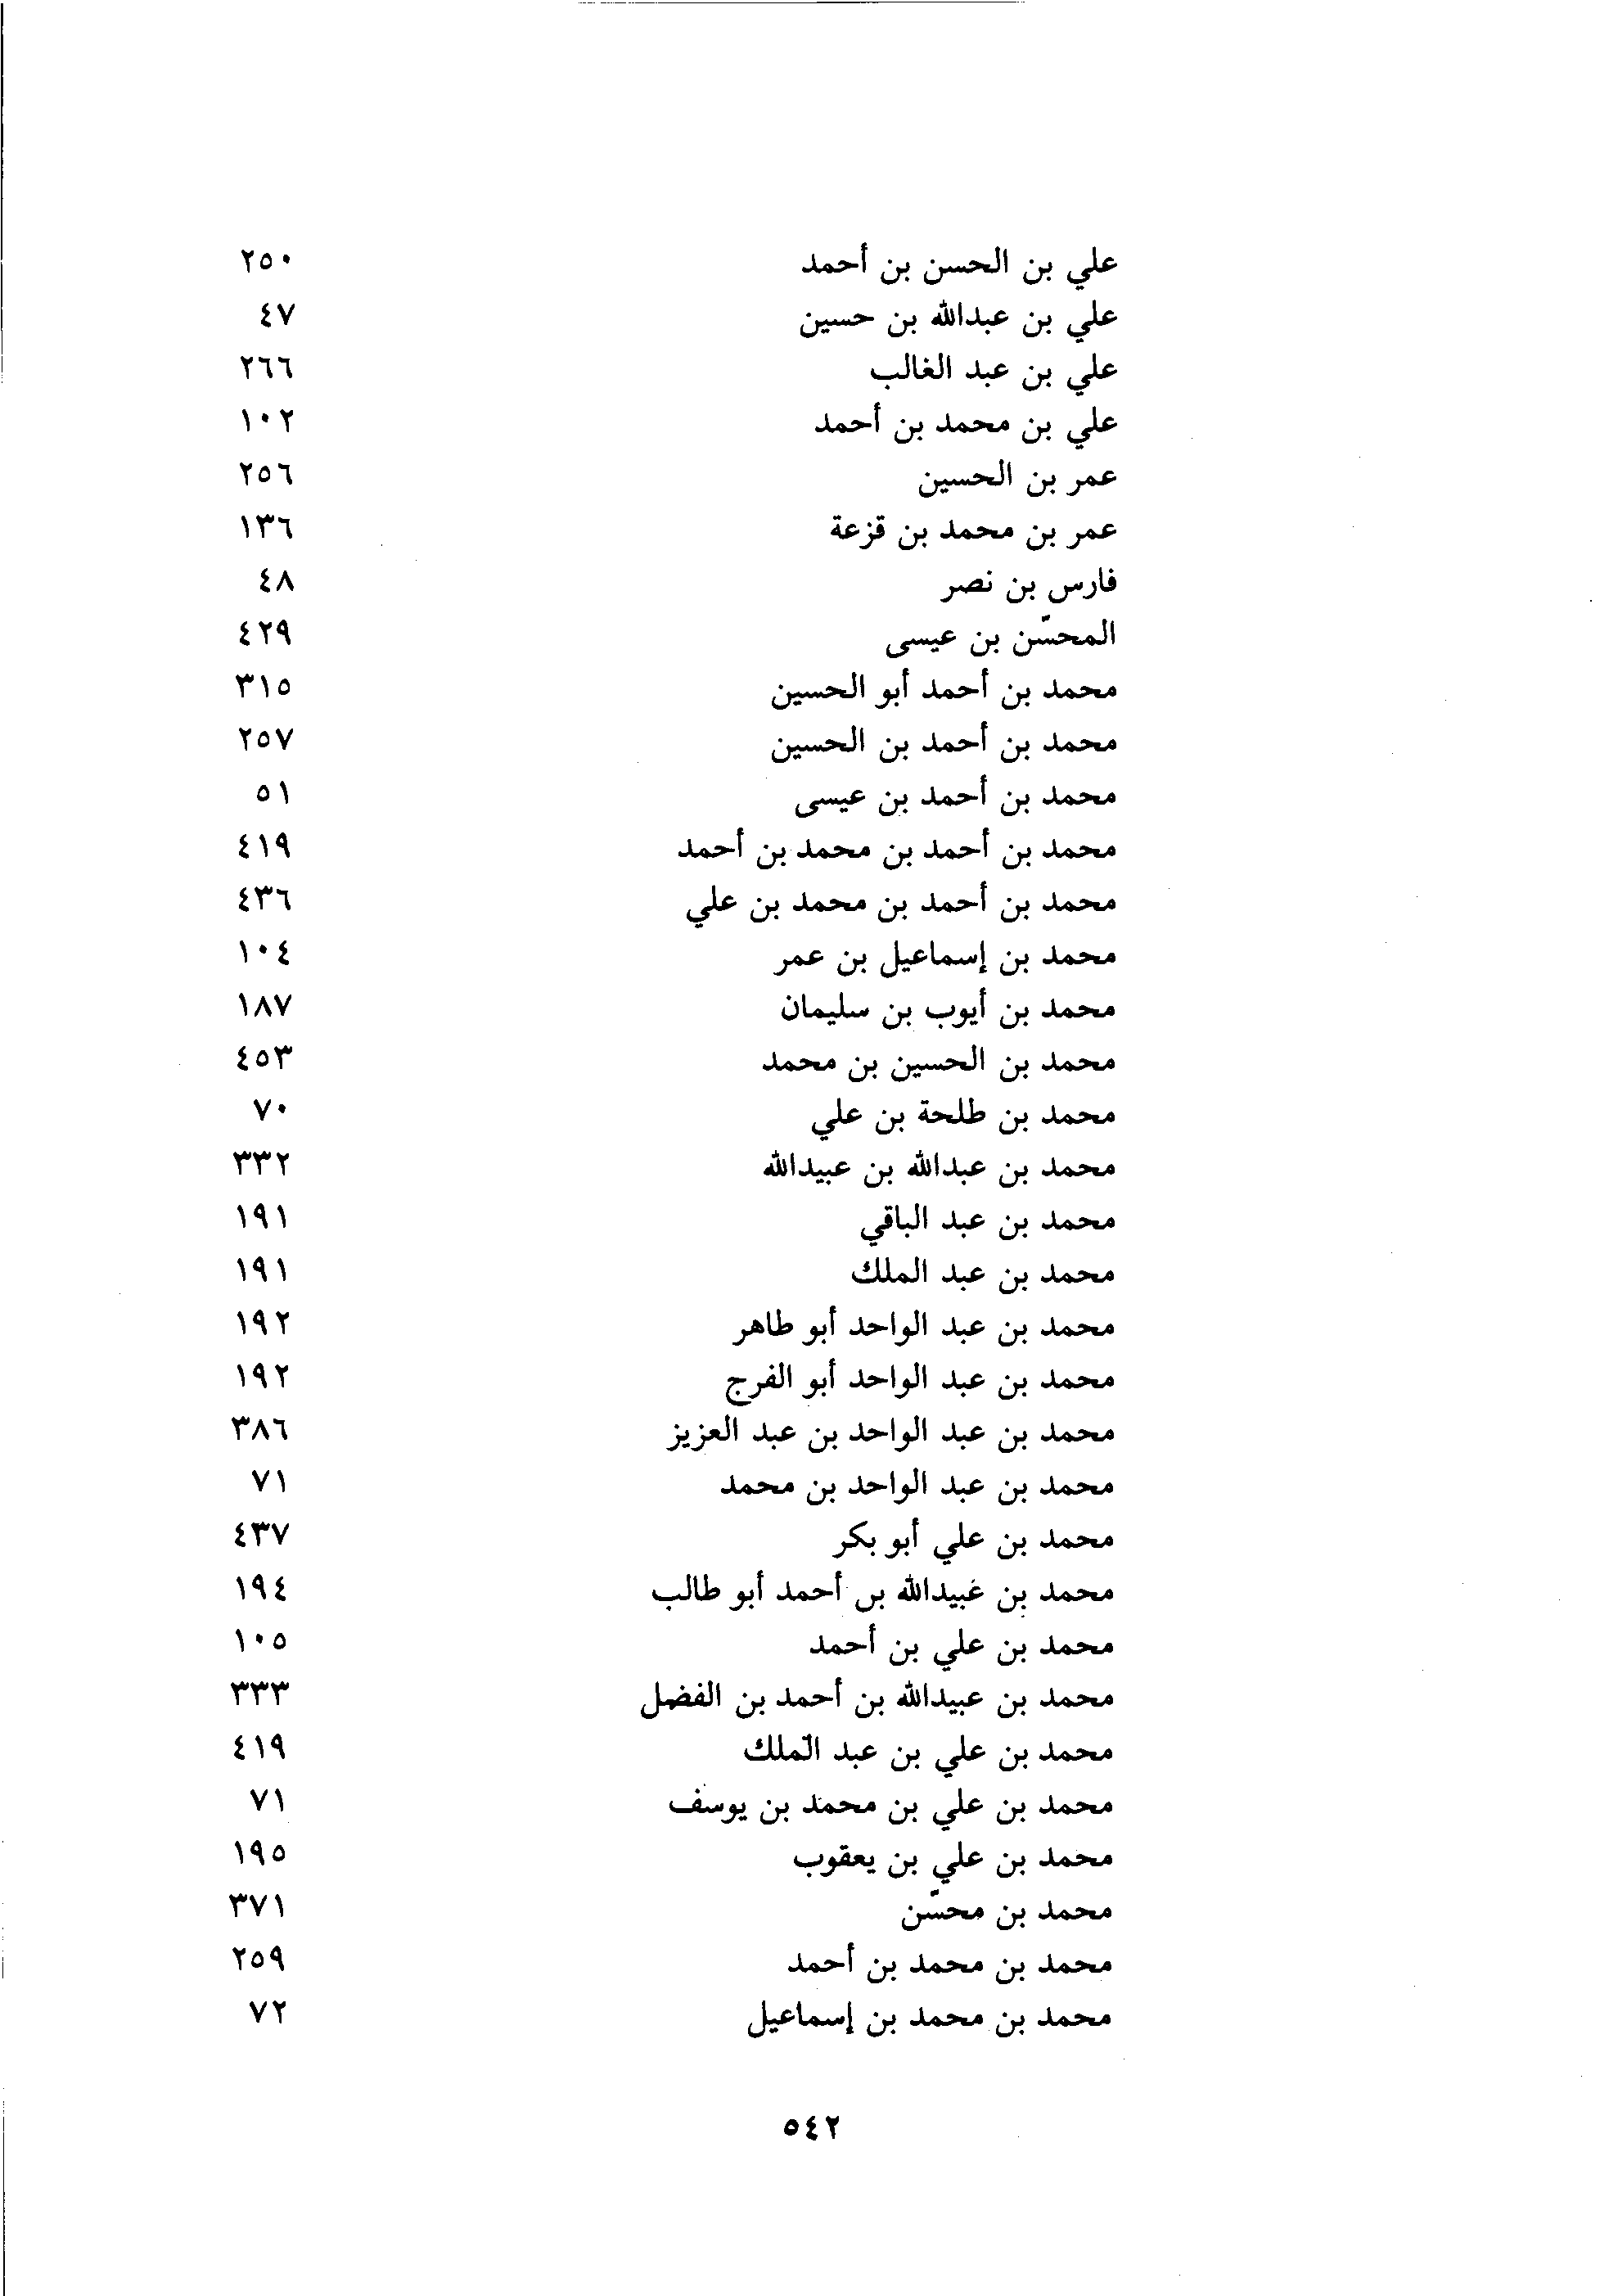 علي بن الحسن بن أحمد ٢٥٠
علي بن عبدالله بن حسين ٤٧
علي بن عبد الغالب ٢٦٦
علي بن محمد بن أحمد ١٠٢
عمر بن الحسين ٢٥٦
عمر بن محمد بن قزعة ١٣٦
فارس بن نصر ٤٨
المحسّن بن عيسى ٤٢٩
محمد بن أحمد أبو الحسين ٣١٥
محمد بن أحمد بن الحسين ٢٥٧
محمد بن أحمد بن عيسى ٥١
محمد بن أحمد بن محمد بن أحمد ٤١٩
محمد بن أحمد بن محمد بن علي ٤٣٦
محمد بن إسماعيل بن عمر ١٠٤
محمد بن أيوب بن سليمان ١٨٧
محمد بن الحسين بن محمد ٤٥٣
محمد بن طلحة بن علي ٧٠
محمد بن عبدالله بن عبيدالله ٣٣٢
محمد بن عبد الباقي ١٩١
محمد بن عبد الملك ١٩١
محمد بن عبد الواحد أبو طاهر ١٩٢
محمد بن عبد الواحد أبو الفرج ١٩٢
محمد بن عبد الواحد بن عبد العزيز ٣٨٦
محمد بن عبد الواحد بن محمد ٧١
محمد بن علي أبو بكر ٤٣٧
محمد بن عبيدالله بن أحمد أبو طالب ١٩٤
محمد بن علي بن أحمد ١٠٥
محمد بن عبيدالله بن أحمد بن الفضل ٣٣٣
محمد بن علي بن عبد الملك ٤١٩
محمد بن علي بن محمد بن يوسف ٧١
محمد بن علي بن يعقوب ١٩٥
محمد بن محسّن ٣٧١
محمد بن محمد بن أحمد ٢٥٩
محمد بن محمد بن إسماعيل ٧٢
٥٤٢